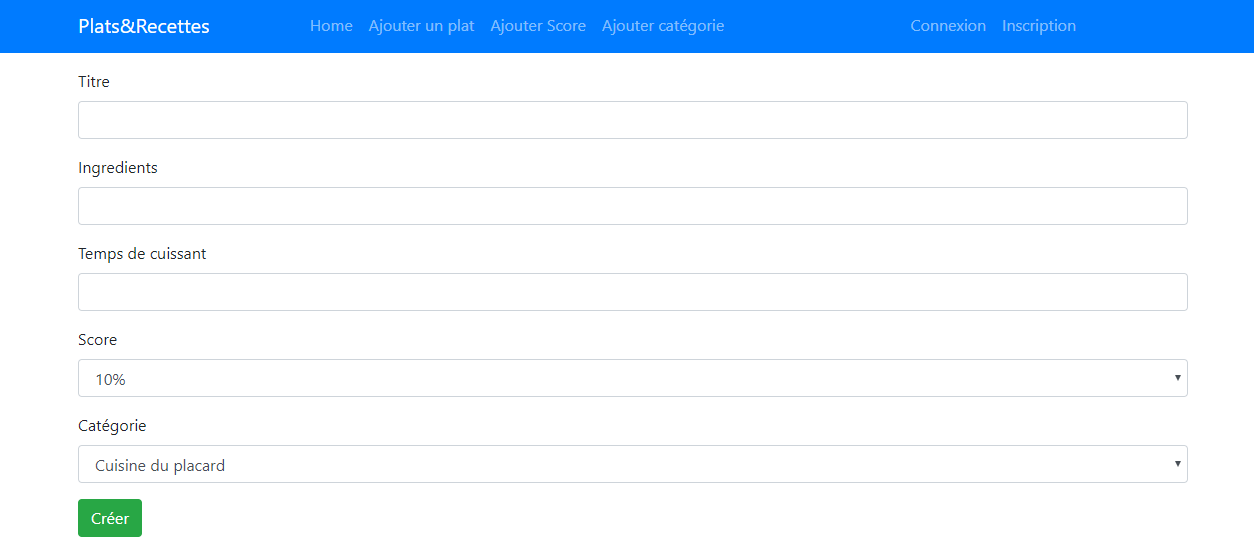 Plats&Recettes Home Ajouter un plat Ajouter Score Ajouter catégorie Connexion Inscription
Titre
Ingredients
Temps de cuissant
Score
10%
Catégorie
Cuisine du placard
Créer